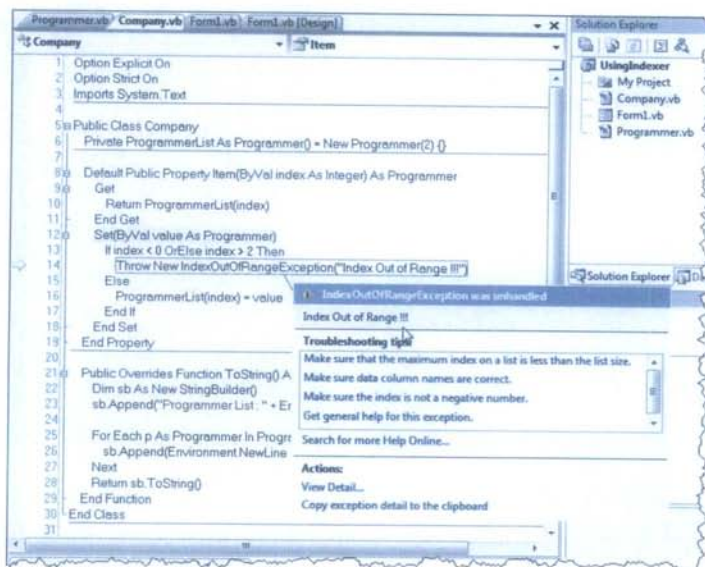 Programmer.vb Company.vb Form1.vb Form1.vb [Design]
Solution Explorer
Company
Item
UsingIndexer
My Project
Company.vb
Form1.vb
Programmer.vb
Solution Explorer
1 Option Explicit On
2 Option Strict On
3 Imports System.Text
4
5 Public Class Company
6 Private ProgrammerList As Programmer() = New Programmer(2) {}
7
8 Default Public Property Item(ByVal index As Integer) As Programmer
9 Get
10 Return ProgrammerList(index)
11 End Get
12 Set(ByVal value As Programmer)
13 If index < 0 OrElse index > 2 Then
14 Throw New IndexOutOfRangeException("Index Out of Range !!!")
15 Else
16 ProgrammerList(index) = value
17 End If
18 End Set
19 End Property
20
21 Public Overrides Function ToString() A
22 Dim sb As New StringBuilder()
23 sb.Append("Programmer List : " + Er
24
25 For Each p As Programmer In Progr
26 sb.Append(Environment.NewLine
27 Next
28 Return sb.ToString()
29 End Function
30 End Class
31
IndexOutOfRangeException was unhandled
Index Out of Range !!!
Troubleshooting tips
Make sure that the maximum index on a list is less than the list size.
Make sure data column names are correct.
Make sure the index is not a negative number.
Get general help for this exception.
Search for more Help Online...
Actions:
View Detail...
Copy exception detail to the clipboard